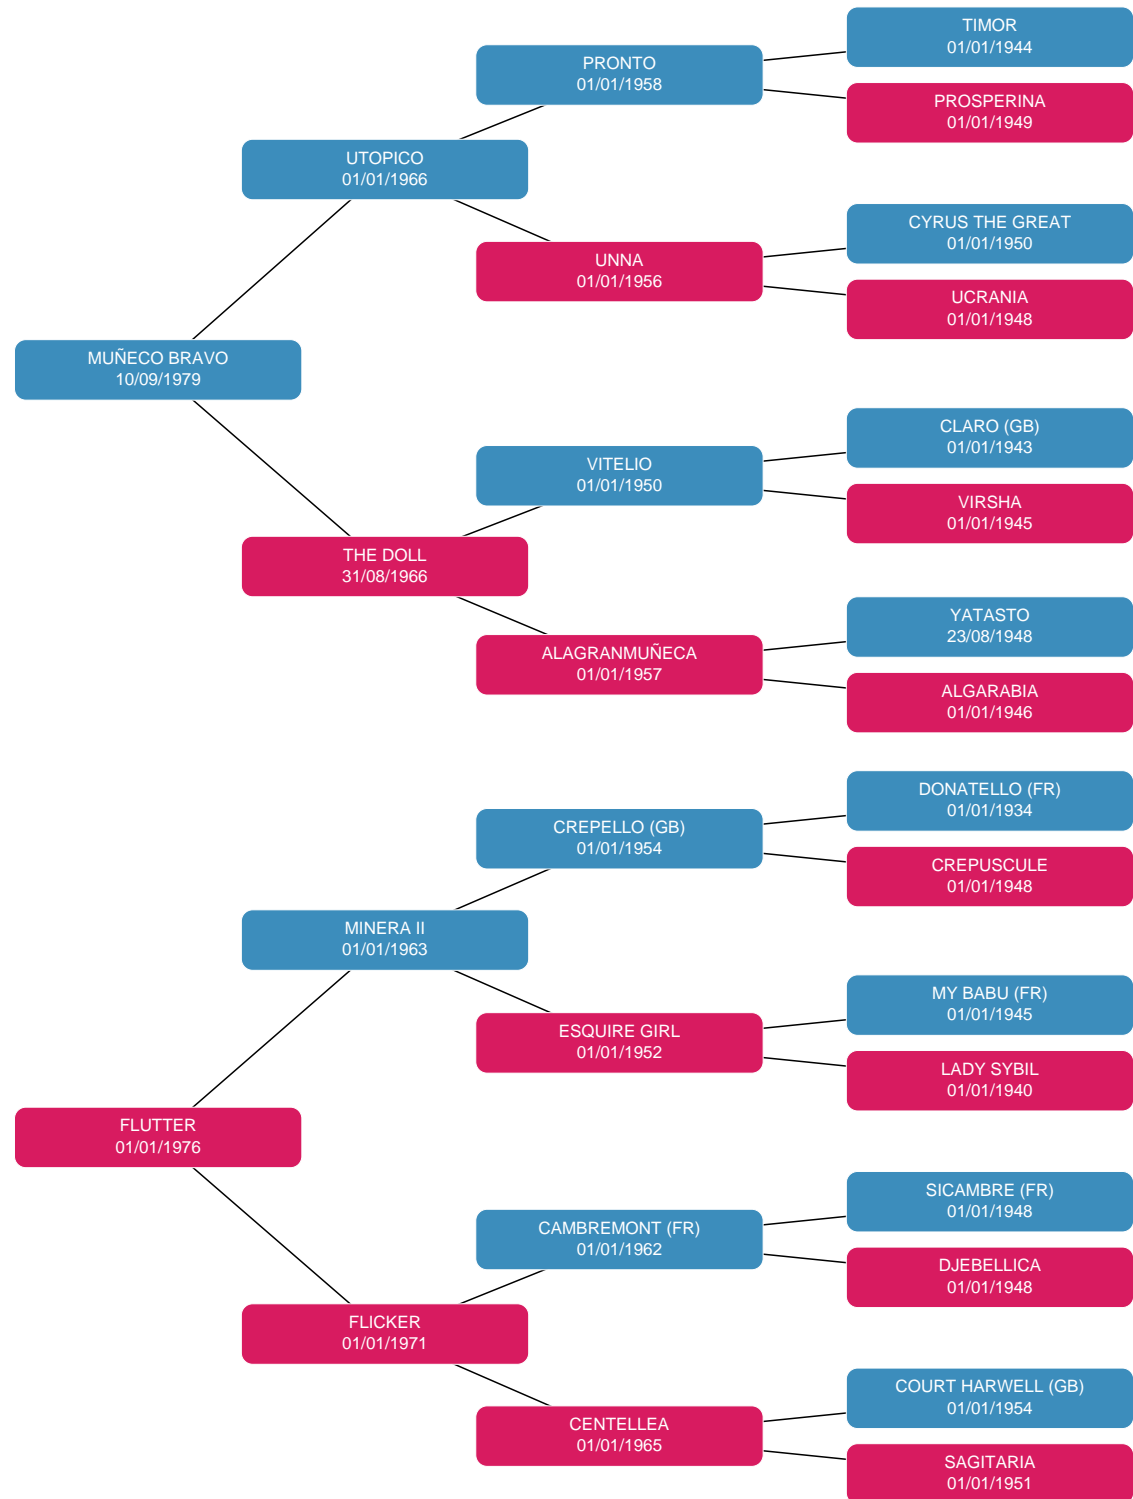 TIMOR
01/01/1944
PRONTO
01/01/1958
PROSPERINA
01/01/1949
UTOPICO
01/01/1966
CYRUS THE GREAT
01/01/1950
UNNA
01/01/1956
UCRANIA
01/01/1948
MUÑECO BRAVO
10/09/1979
CLARO (GB)
01/01/1943
VITELIO
01/01/1950
VIRSHA
01/01/1945
THE DOLL
31/08/1966
YATASTO
23/08/1948
ALAGRANMUÑECA
01/01/1957
ALGARABIA
01/01/1946
DONATELLO (FR)
01/01/1934
CREPELLO (GB)
01/01/1954
CREPUSCULE
01/01/1948
MINERA II
01/01/1963
MY BABU (FR)
01/01/1945
ESQUIRE GIRL
01/01/1952
LADY SYBIL
01/01/1940
FLUTTER
01/01/1976
SICAMBRE (FR)
01/01/1948
CAMBREMONT (FR)
01/01/1962
DJEBELLICA
01/01/1948
FLICKER
01/01/1971
COURT HARWELL (GB)
01/01/1954
CENTELLEA
01/01/1965
SAGITARIA
01/01/1951